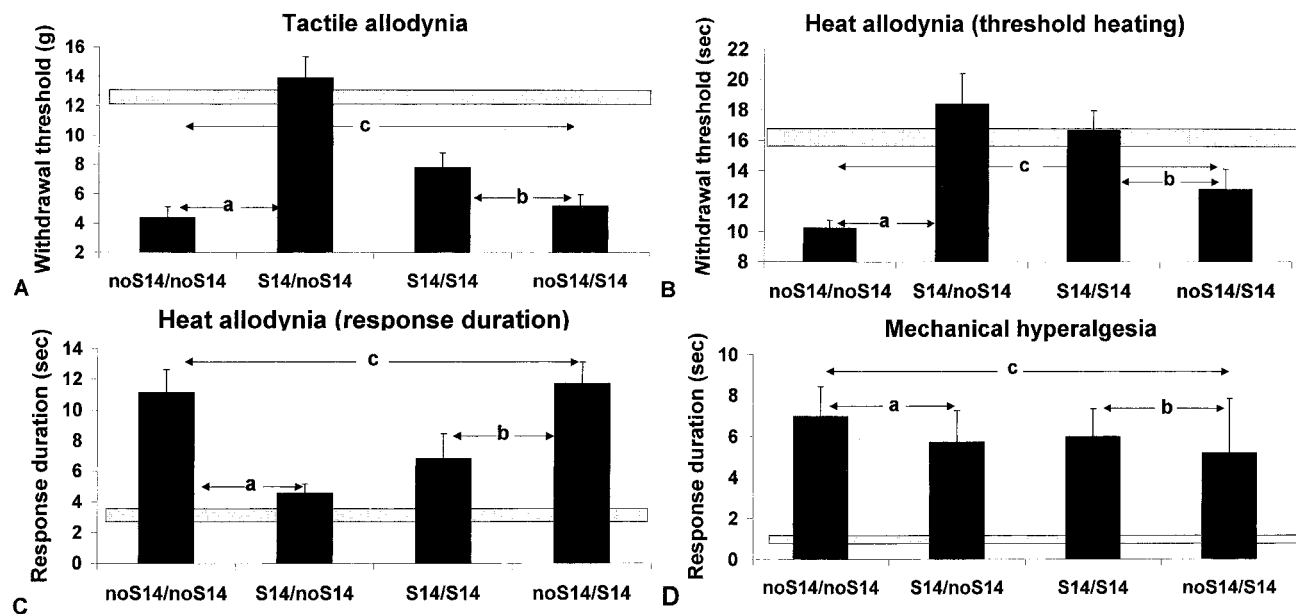 Tactile allodynia
Withdrawal threshold (g)
16
14
12
10
8
6
4
2
a
c
b
noS14/noS14 S14/noS14 S14/S14 noS14/S14
A
Heat allodynia (threshold heating)
Withdrawal threshold (sec)
22
20
18
16
14
12
10
8
a
c
b
noS14/noS14 S14/noS14 S14/S14 noS14/S14
B
Heat allodynia (response duration)
Response duration (sec)
14
12
10
8
6
4
2
0
a
c
b
noS14/noS14 S14/noS14 S14/S14 noS14/S14
C
Mechanical hyperalgesia
Response duration (sec)
10
8
6
4
2
0
a
c
b
noS14/noS14 S14/noS14 S14/S14 noS14/S14
D